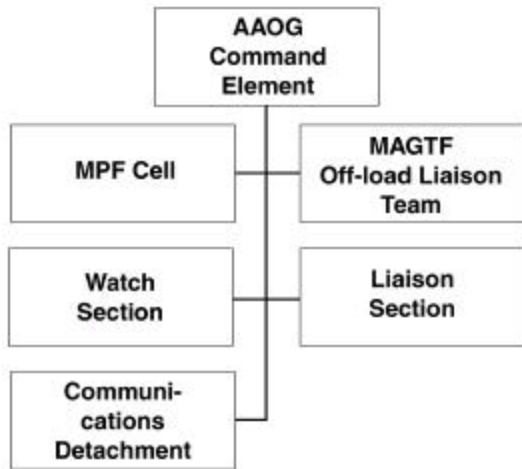 AAOG
Command
Element
MPF Cell
MAGTF
Off-load Liaison
Team
Watch
Section
Liaison
Section
Communi-
cations
Detachment